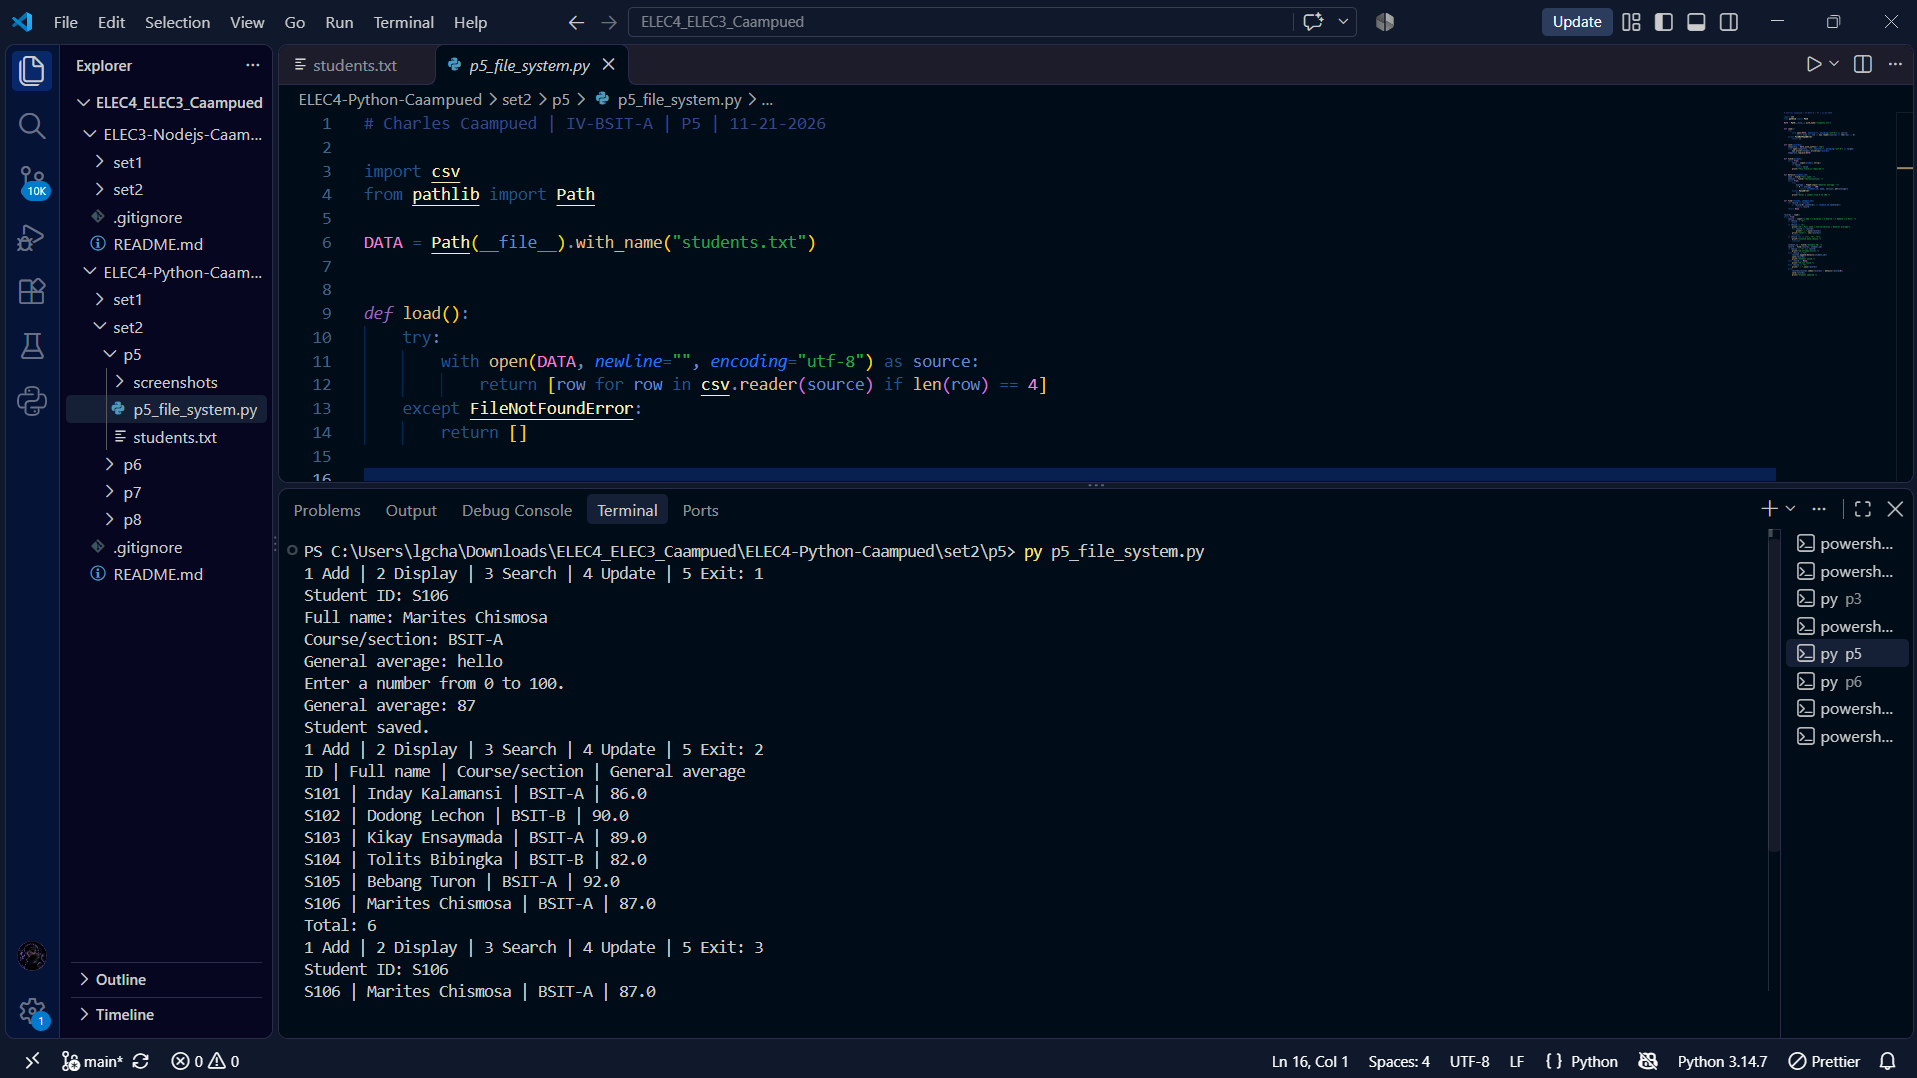 File Edit Selection View Go Run Terminal Help
ELEC4_ELEC3_Caampued
Update
Explorer
ELEC4_ELEC3_Caampued
ELEC3-Nodejs-Caam...
set1
set2
.gitignore
README.md
ELEC4-Python-Caam...
set1
set2
p5
screenshots
p5_file_system.py
students.txt
p6
p7
p8
.gitignore
README.md
Outline
Timeline
10K
1
students.txt
p5_file_system.py
ELEC4-Python-Caampued > set2 > p5 > p5_file_system.py > ...
1 # Charles Caampued | IV-BSIT-A | P5 | 11-21-2026
2
3 import csv
4 from pathlib import Path
5
6 DATA = Path(__file__).with_name("students.txt")
7
8
9 def load():
10 try:
11 with open(DATA, newline="", encoding="utf-8") as source:
12 return [row for row in csv.reader(source) if len(row) == 4]
13 except FileNotFoundError:
14 return []
15
16
Problems Output Debug Console Terminal Ports
PS C:\Users\lgcha\Downloads\ELEC4_ELEC3_Caampued\ELEC4-Python-Caampued\set2\p5> py p5_file_system.py
1 Add | 2 Display | 3 Search | 4 Update | 5 Exit: 1
Student ID: S106
Full name: Marites Chismosa
Course/section: BSIT-A
General average: hello
Enter a number from 0 to 100.
General average: 87
Student saved.
1 Add | 2 Display | 3 Search | 4 Update | 5 Exit: 2
ID | Full name | Course/section | General average
S101 | Inday Kalamansi | BSIT-A | 86.0
S102 | Dodong Lechon | BSIT-B | 90.0
S103 | Kikay Ensaymada | BSIT-A | 89.0
S104 | Tolits Bibingka | BSIT-B | 82.0
S105 | Bebang Turon | BSIT-A | 92.0
S106 | Marites Chismosa | BSIT-A | 87.0
Total: 6
1 Add | 2 Display | 3 Search | 4 Update | 5 Exit: 3
Student ID: S106
S106 | Marites Chismosa | BSIT-A | 87.0
powersh...
powersh...
py p3
powersh...
py p5
py p6
powersh...
powersh...
main* 0 0
Ln 16, Col 1 Spaces: 4 UTF-8 LF {} Python Python 3.14.7 Prettier